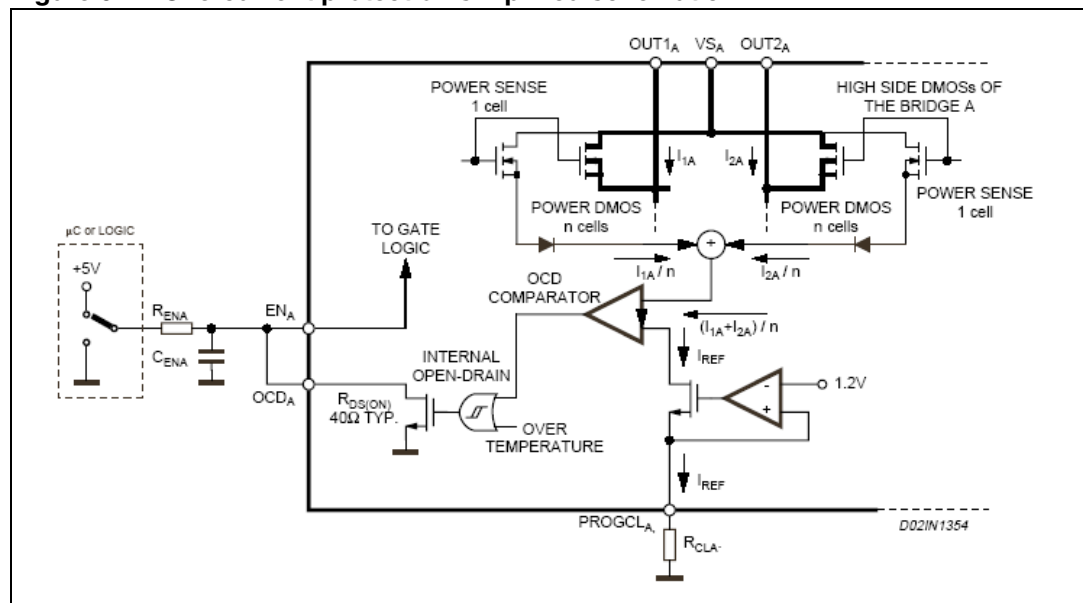 OUT1A VSA OUT2A
POWER SENSE
1 cell
HIGH SIDE DMOSs OF
THE BRIDGE A
I1A
I2A
POWER DMOS
n cells
POWER DMOS
n cells
POWER SENSE
1 cell
µC or LOGIC
+5V
TO GATE
LOGIC
+
I1A / n
I2A / n
OCD
COMPARATOR
(I1A+I2A) / n
RENA
ENA
CENA
OCDA
INTERNAL
OPEN-DRAIN
RDS(ON)
40Ω TYP.
OVER
TEMPERATURE
IREF
-
+
1.2V
IREF
PROGCLA.
RCLA.
D02IN1354